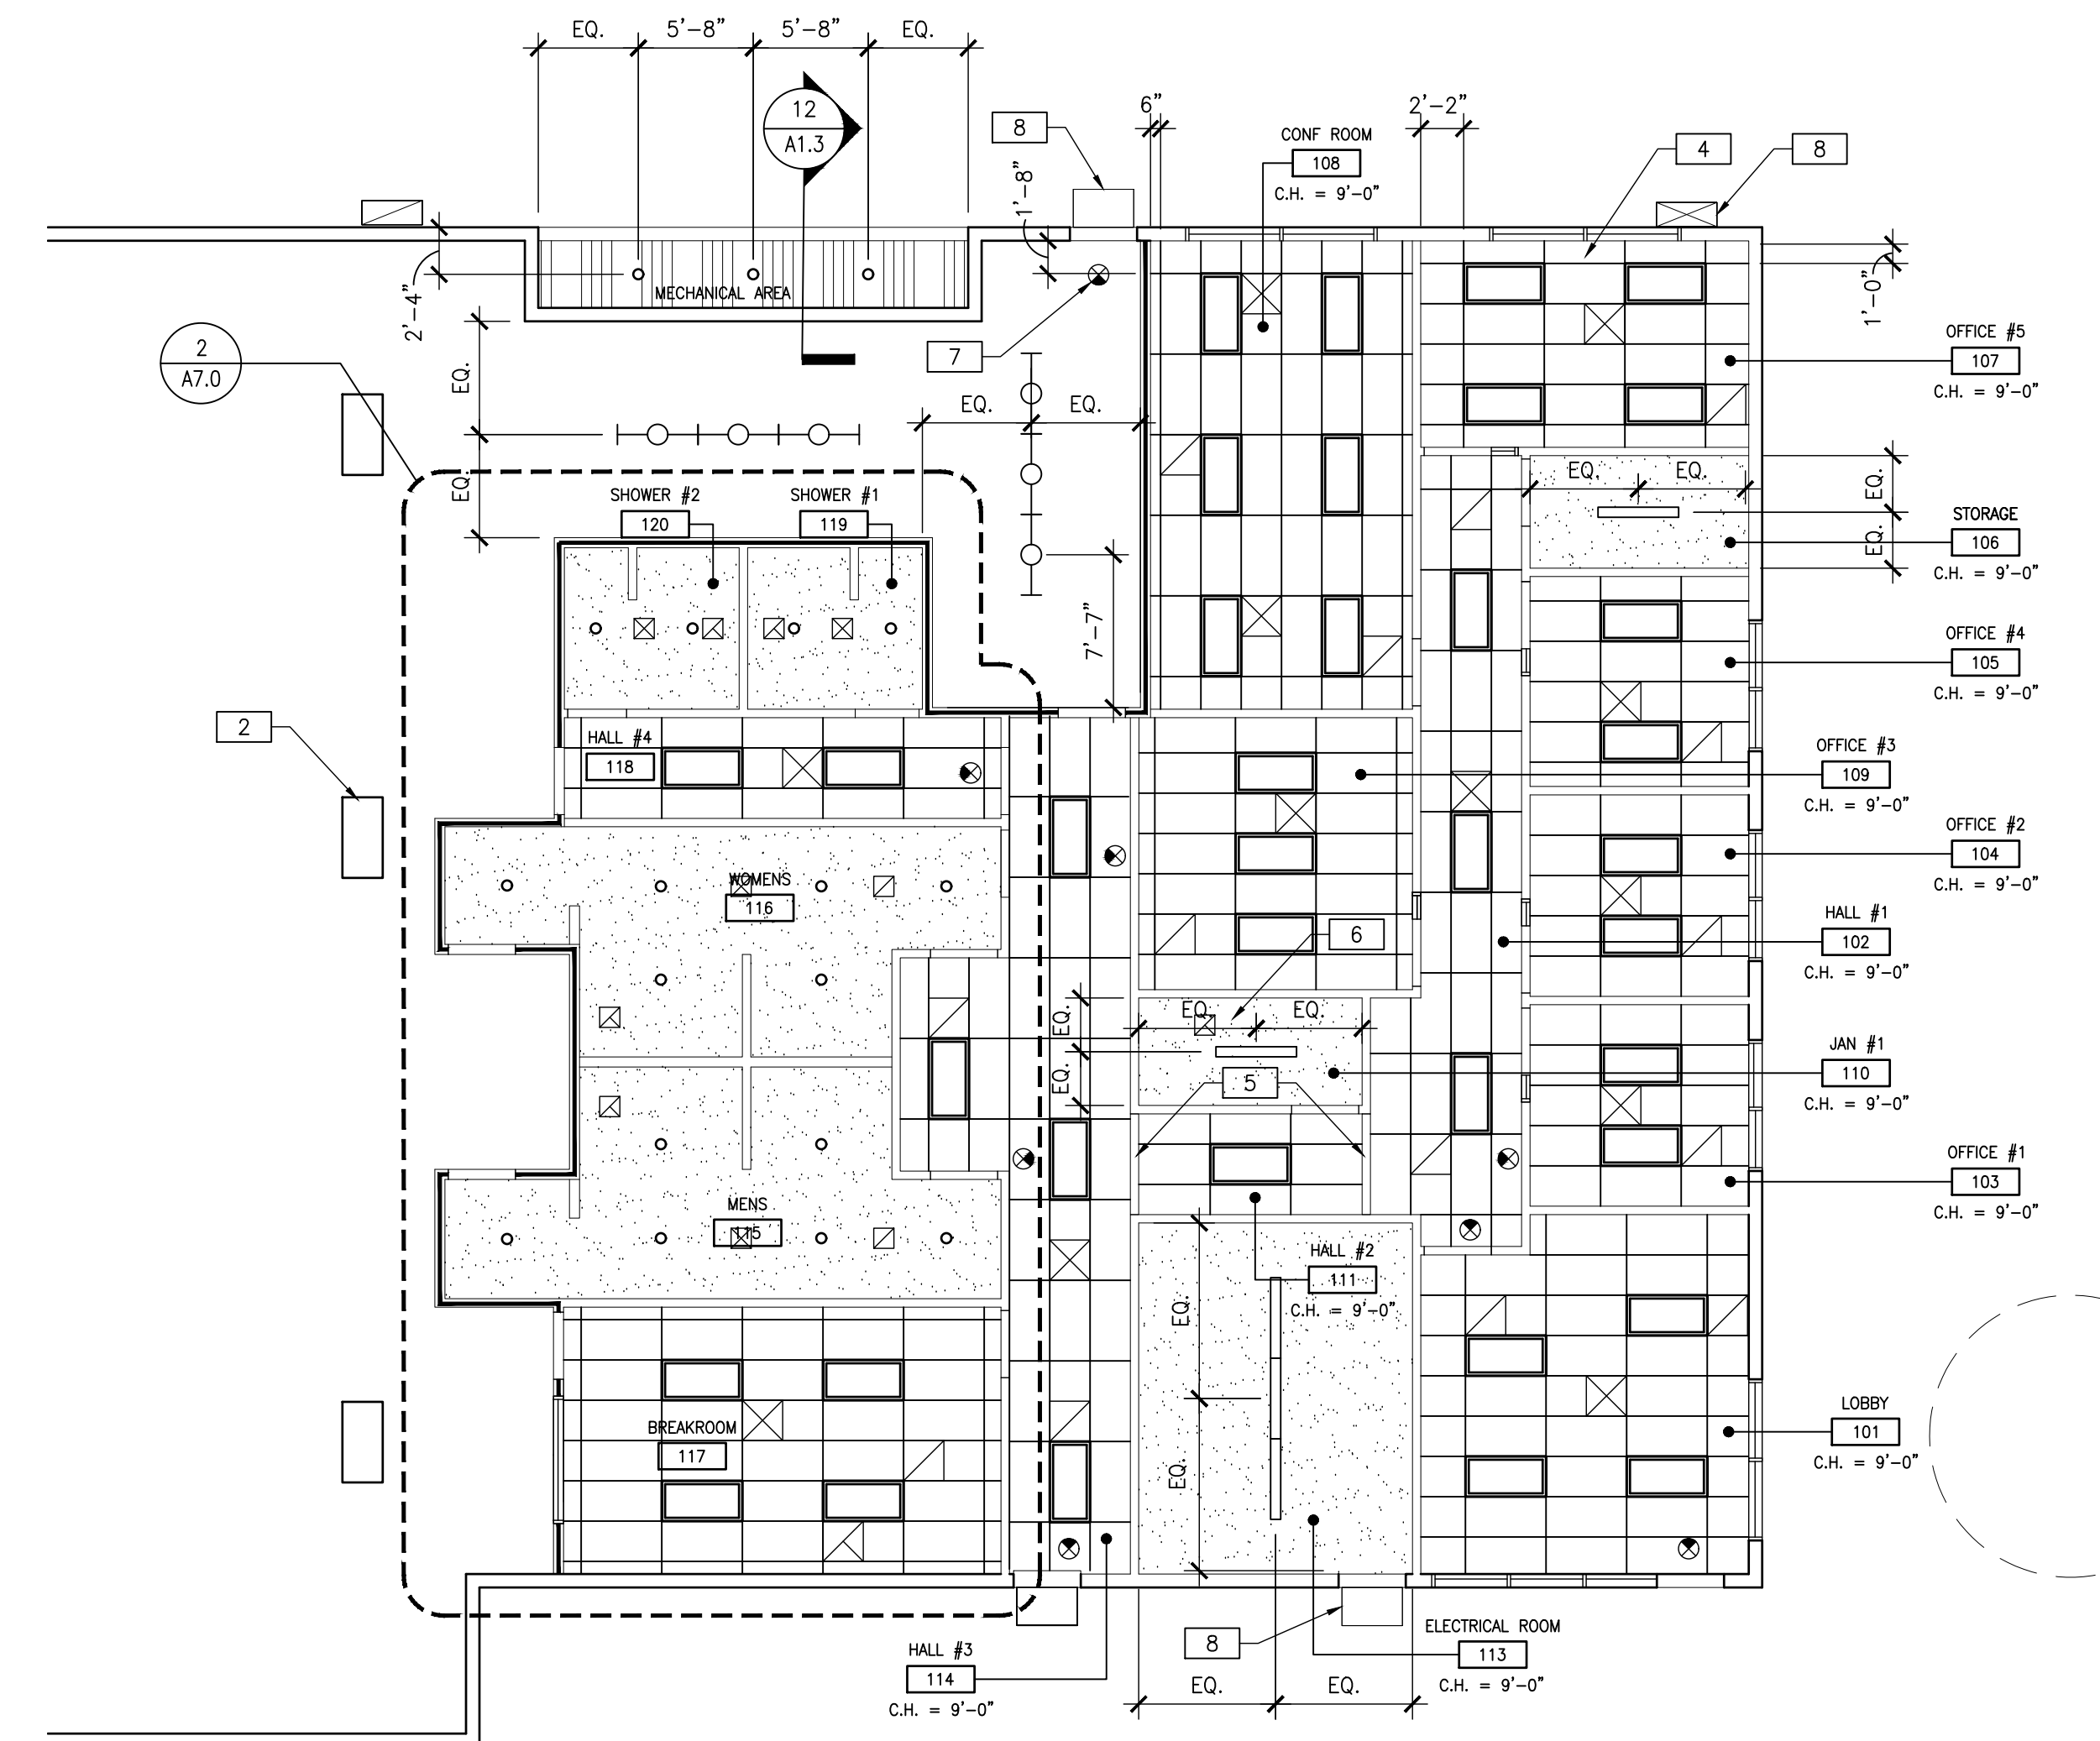 EQ.
5'-8"
5'-8"
EQ.
12
A1.3
8
6"
2'-2"
CONF ROOM
108
C.H. = 9'-0"
4
8
1'-8"
2'-4"
MECHANICAL AREA
1'-0"
2
A7.0
7
OFFICE #5
107
C.H. = 9'-0"
EQ.
EQ.
EQ.
EQ.
EQ.
EQ.
EQ.
EQ.
SHOWER #2
120
SHOWER #1
119
STORAGE
106
C.H. = 9'-0"
7'-7"
OFFICE #4
105
C.H. = 9'-0"
2
HALL #4
118
OFFICE #3
109
C.H. = 9'-0"
OFFICE #2
104
C.H. = 9'-0"
WOMENS
116
6
HALL #1
102
C.H. = 9'-0"
EQ.
EQ.
EQ.
EQ.
5
JAN #1
110
C.H. = 9'-0"
OFFICE #1
103
C.H. = 9'-0"
MENS
115
HALL #2
111
C.H. = 9'-0"
EQ.
EQ.
BREAKROOM
117
LOBBY
101
C.H. = 9'-0"
HALL #3
114
C.H. = 9'-0"
8
ELECTRICAL ROOM
113
C.H. = 9'-0"
EQ.
EQ.